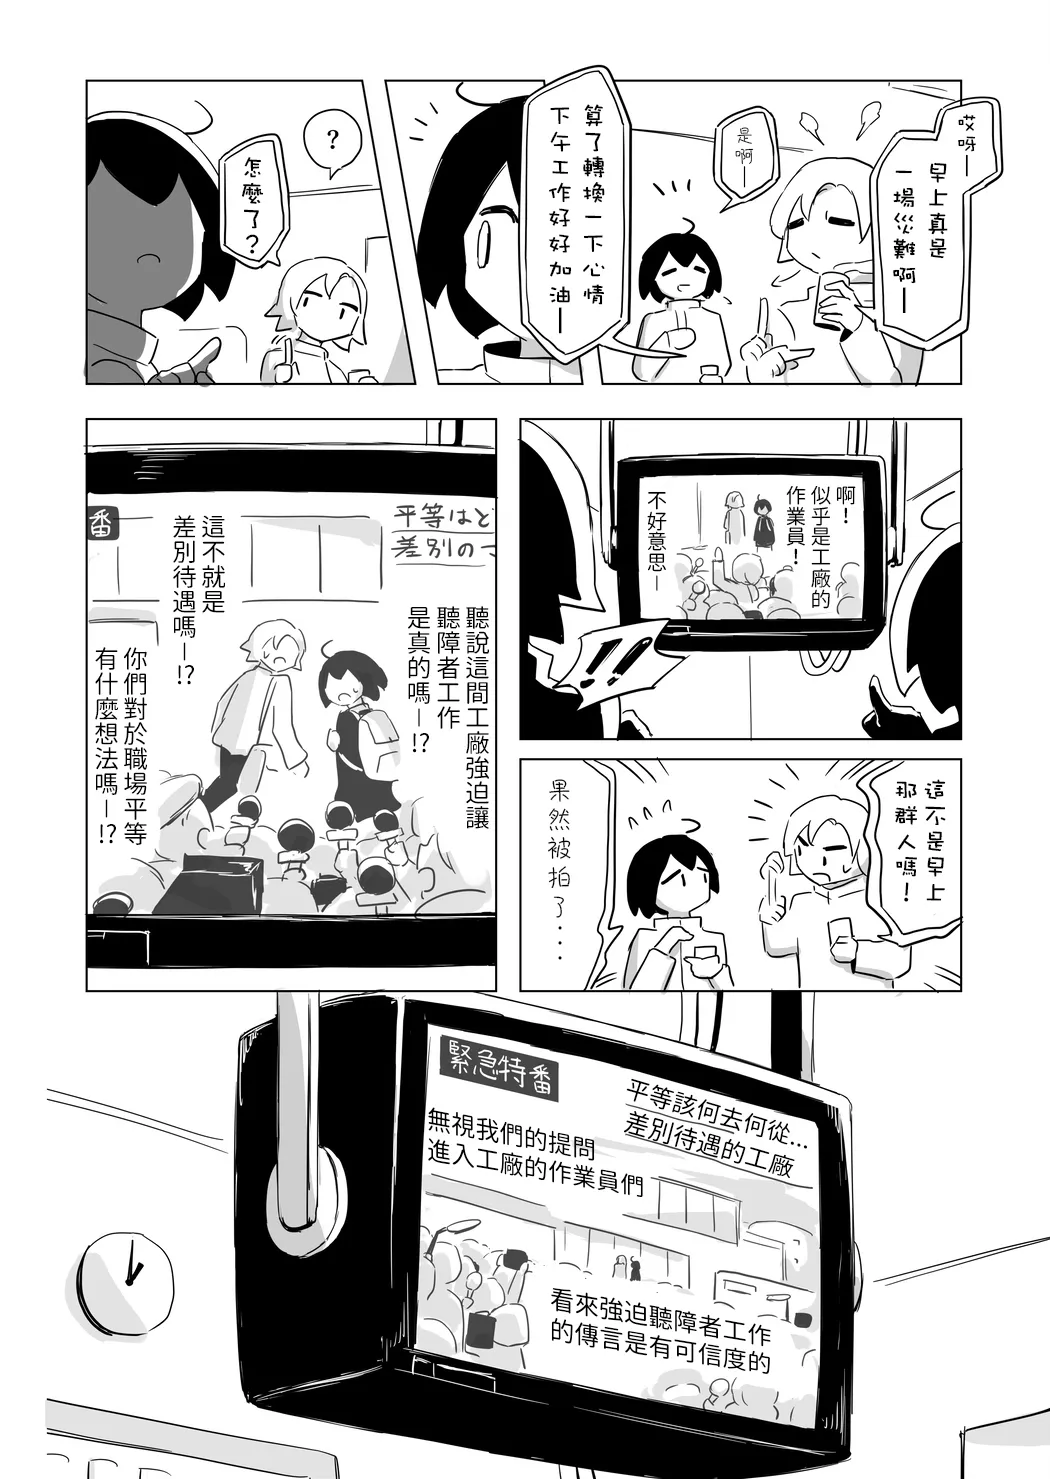 哎呀—
早上真是
一場災難啊—
是啊—
算了轉換一下心情
下午工作好好加油—
?
怎麼了?
啊!
似乎是工廠的
作業員!
不好意思—
!!
番
平等はど
差別のマ
聽說這間工廠強迫讓
聽障者工作
是真的嗎—!?
這不就是
差別待遇嗎—!?
你們對於職場平等
有什麼想法嗎—!?
這不是早上
那群人嗎!
果然被拍了...
緊急特番
平等該何去何從...
差別待遇的工廠
無視我們的提問
進入工廠的作業員們
看來強迫聽障者工作
的傳言是有可信度的